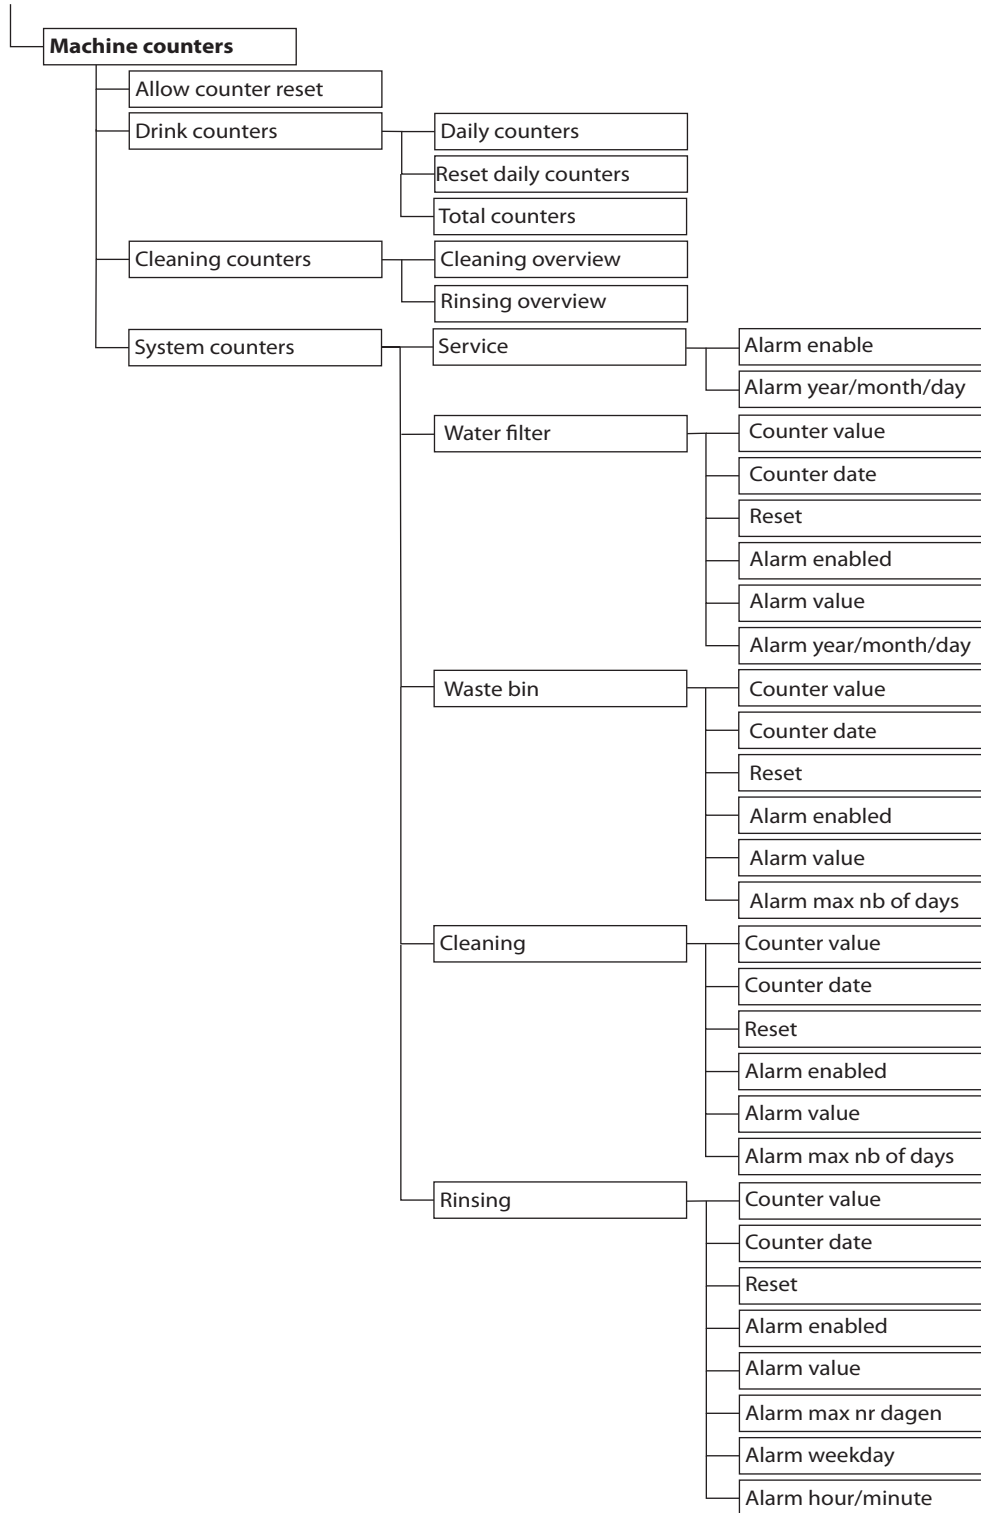 Machine counters
Allow counter reset
Drink counters
Daily counters
Reset daily counters
Total counters
Cleaning counters
Cleaning overview
Rinsing overview
System counters
Service
Alarm enable
Alarm year/month/day
Water filter
Counter value
Counter date
Reset
Alarm enabled
Alarm value
Alarm year/month/day
Waste bin
Counter value
Counter date
Reset
Alarm enabled
Alarm value
Alarm max nb of days
Cleaning
Counter value
Counter date
Reset
Alarm enabled
Alarm value
Alarm max nb of days
Rinsing
Counter value
Counter date
Reset
Alarm enabled
Alarm value
Alarm max nr dagen
Alarm weekday
Alarm hour/minute